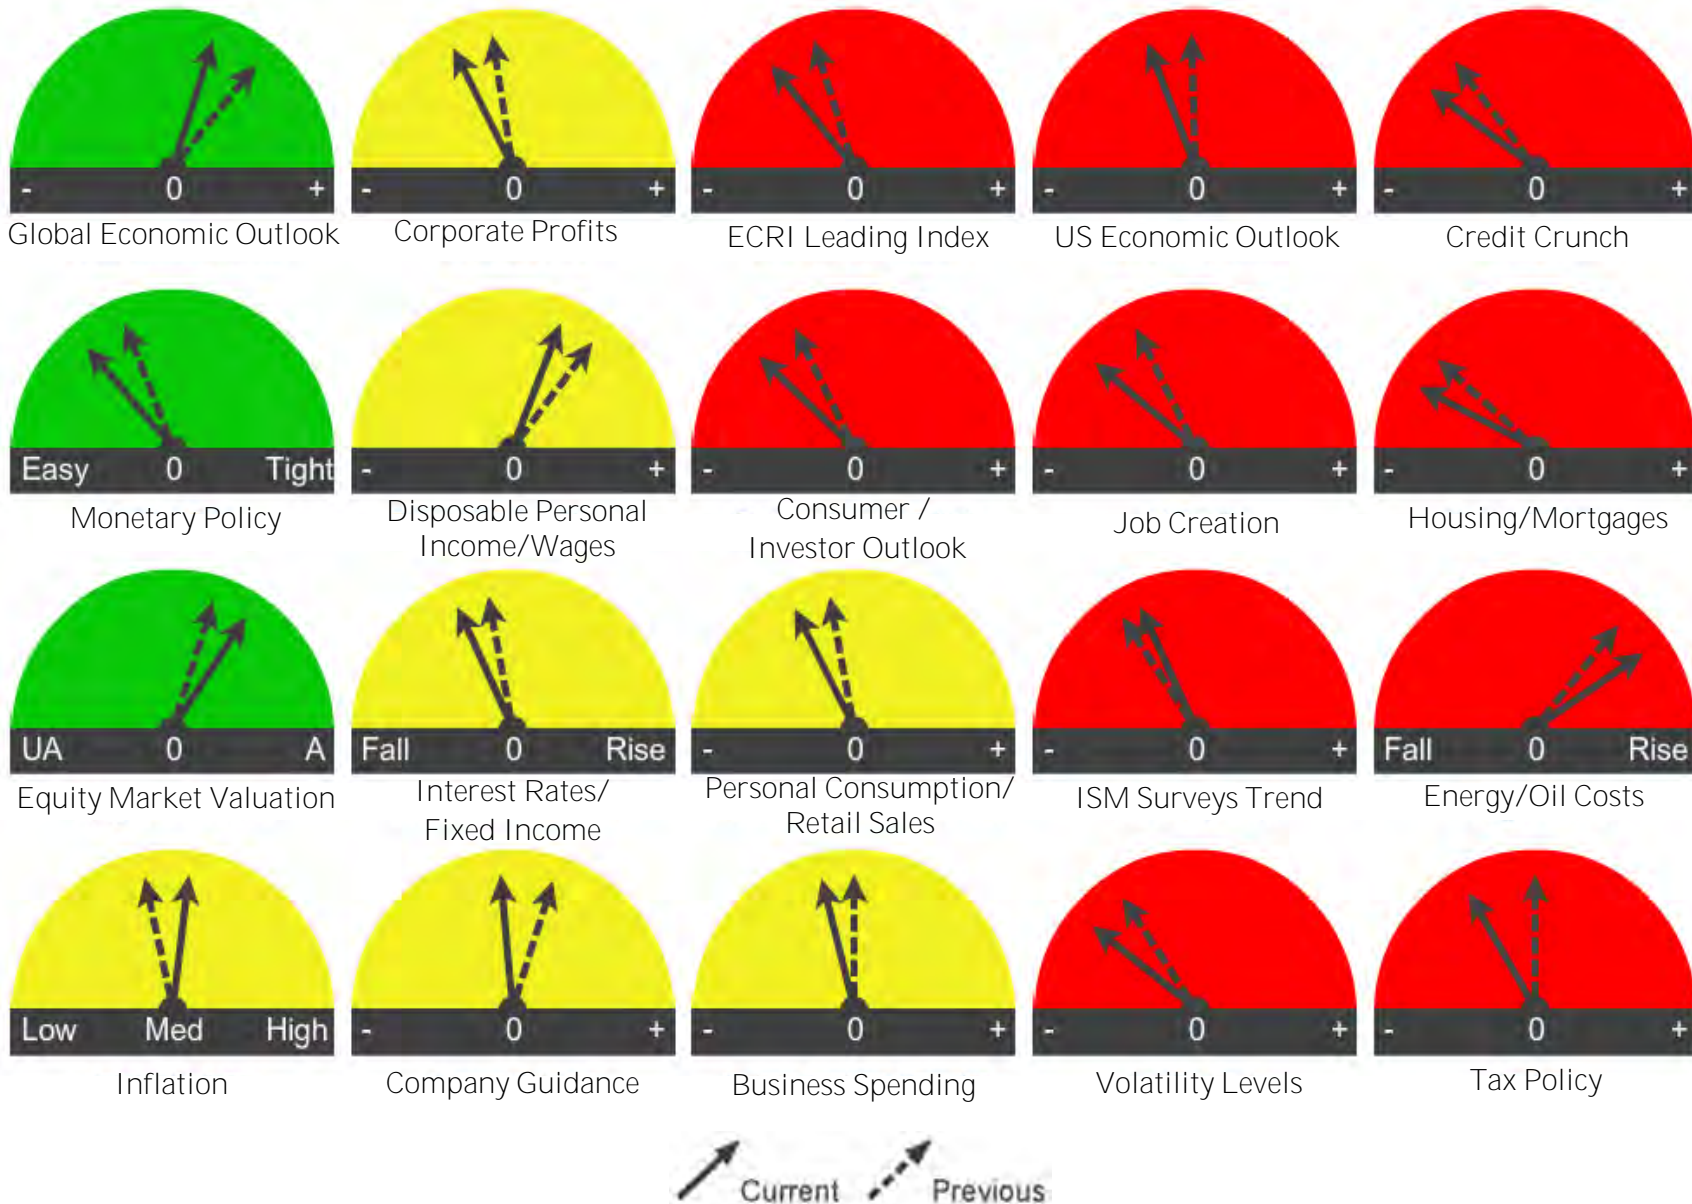 - 0 +
Global Economic Outlook
- 0 +
Corporate Profits
- 0 +
ECRI Leading Index
- 0 +
US Economic Outlook
- 0 +
Credit Crunch
Easy 0 Tight
Monetary Policy
- 0 +
Disposable Personal
Income/Wages
- 0 +
Consumer /
Investor Outlook
- 0 +
Job Creation
- 0 +
Housing/Mortgages
UA 0 A
Equity Market Valuation
Fall 0 Rise
Interest Rates/
Fixed Income
- 0 +
Personal Consumption/
Retail Sales
- 0 +
ISM Surveys Trend
Fall 0 Rise
Energy/Oil Costs
Low Med High
Inflation
- 0 +
Company Guidance
- 0 +
Business Spending
- 0 +
Volatility Levels
- 0 +
Tax Policy
Current Previous